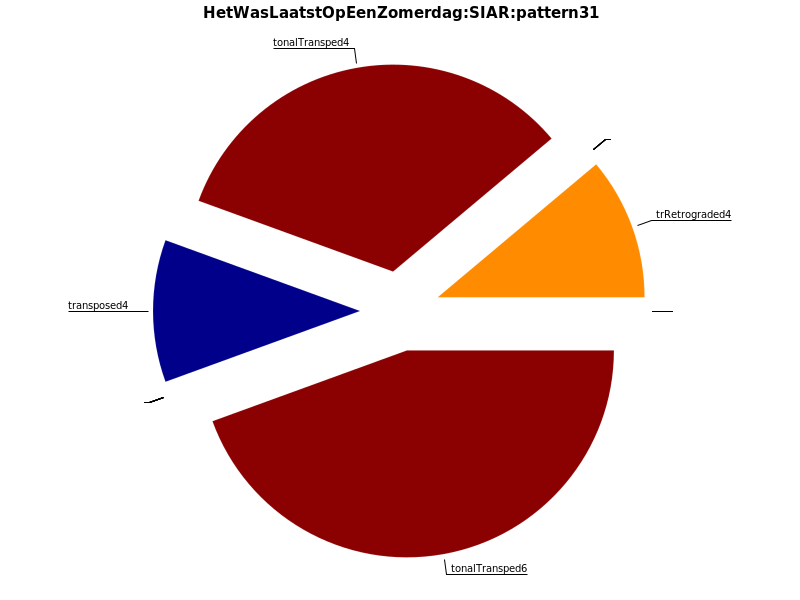 HetWasLaatstOpEenZomerdag:SIAR:pattern31
tonalTransped4
trRetrograded4
transposed4
tonalTransped6